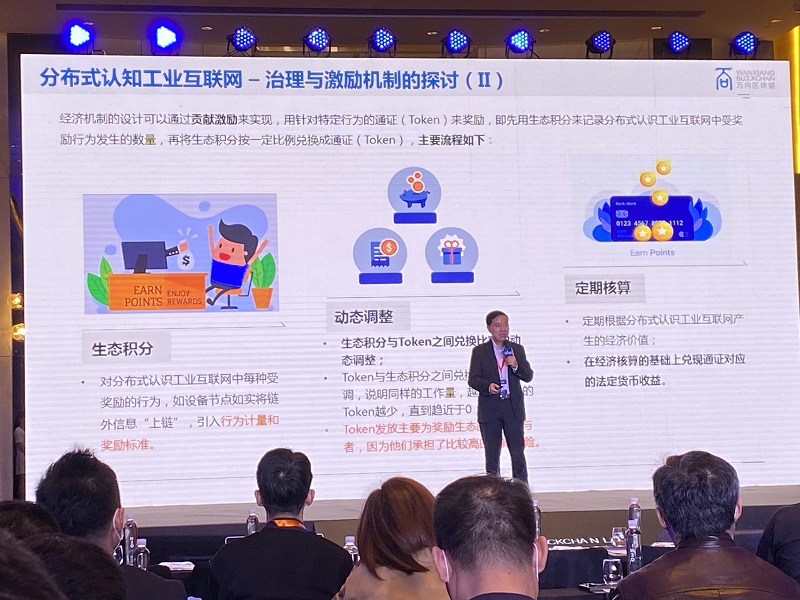 分布式认知工业互联网 – 治理与激励机制的探讨（II）
WANXIANG
BLOCKCHAIN
万向区块链
经济机制的设计可以通过贡献激励来实现，用针对特定行为的通证（Token）来奖励，即先用生态积分来记录分布式认识工业互联网中受奖
励行为发生的数量，再将生态积分按一定比例兑换成通证（Token），主要流程如下：
EARN
POINTS
ENJOY
REWARDS
生态积分
• 对分布式认识工业互联网中每种受
奖励的行为，如设备节点如实将链
外信息“上链”，引入行为计量和
奖励标准。
动态调整
• 生态积分与Token之间兑换比
动
态调整；
• Token与生态积分之间兑换
调，说明同样的工作量，越
的
Token越少，直到趋近于0
• Token发放主要为奖励生态
与
者，因为他们承担了比较高
险。
0123 4567
1112
Earn Points
定期核算
• 定期根据分布式认识工业互联网产
生的经济价值；
• 在经济核算的基础上兑现通证对应
的法定货币收益。
CKCHAIN L